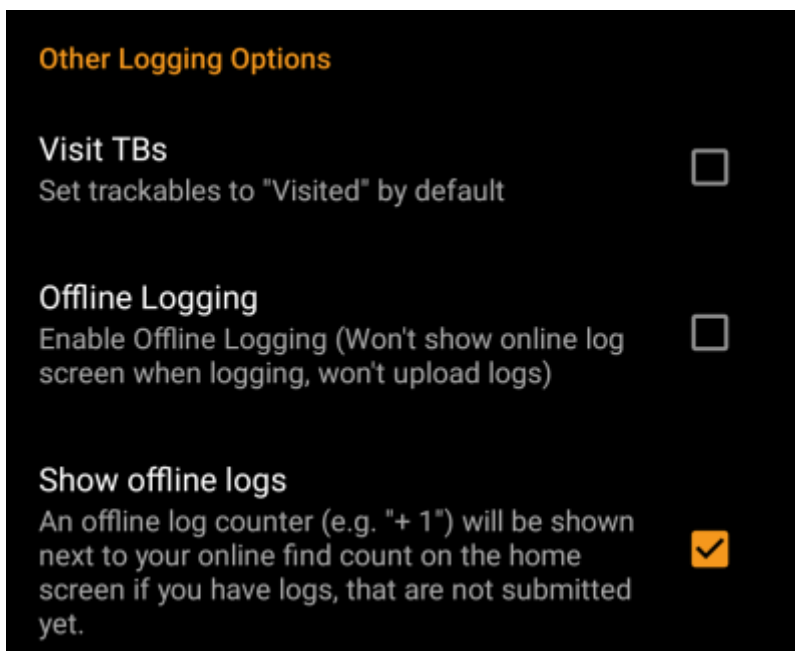 Other Logging Options
Visit TBs
Set trackables to "Visited" by default
Offline Logging
Enable Offline Logging (Won't show online log
screen when logging, won't upload logs)
Show offline logs
An offline log counter (e.g. "+ 1") will be shown
next to your online find count on the home
screen if you have logs, that are not submitted
yet.